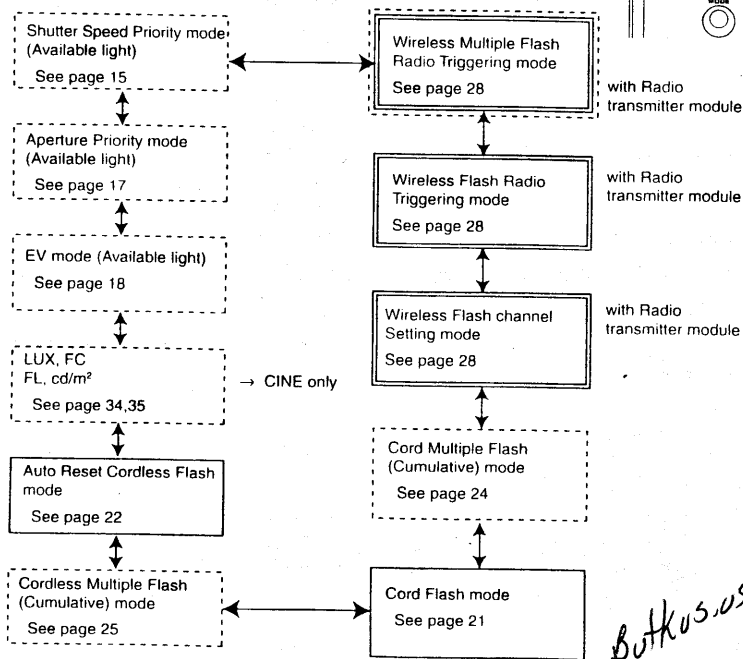 MODE
Shutter Speed Priority mode
(Available light)
See page 15
Aperture Priority mode
(Available light)
See page 17
EV mode (Available light)
See page 18
LUX, FC
FL, cd/m²
See page 34,35
→ CINE only
Auto Reset Cordless Flash
mode
See page 22
Cordless Multiple Flash
(Cumulative) mode
See page 25
Wireless Multiple Flash
Radio Triggering mode
See page 28
with Radio
transmitter module
Wireless Flash Radio
Triggering mode
See page 28
with Radio
transmitter module
Wireless Flash channel
Setting mode
See page 28
with Radio
transmitter module
Cord Multiple Flash
(Cumulative) mode
See page 24
Cord Flash mode
See page 21
Butkus.us